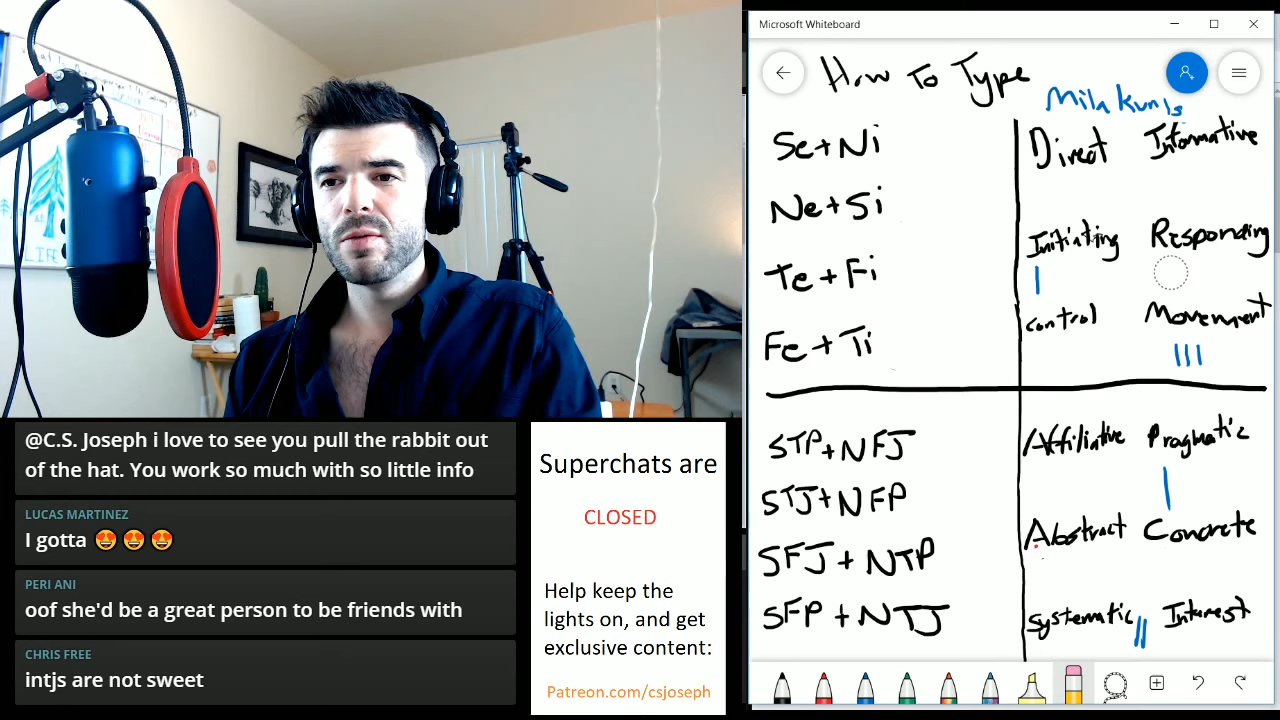 Microsoft Whiteboard
How To Type
Mila Kunis
Se+Ni
Direct Informative
Ne+Si
Initiating Responding
Te + Fi
control Movement
Fe + Ti
STP+NFJ
Affiliative Pragmatic
STJ+NFP
Abstract Concrete
SFJ + NTP
SFP + NTJ
Systematic Interest
LIFE
@C.S. Joseph i love to see you pull the rabbit out
of the hat. You work so much with so little info
LUCAS MARTINEZ
I gotta 😍 😍 😍
PERI ANI
oof she'd be a great person to be friends with
CHRIS FREE
intjs are not sweet
Superchats are
CLOSED
Help keep the
lights on, and get
exclusive content:
Patreon.com/csjoseph